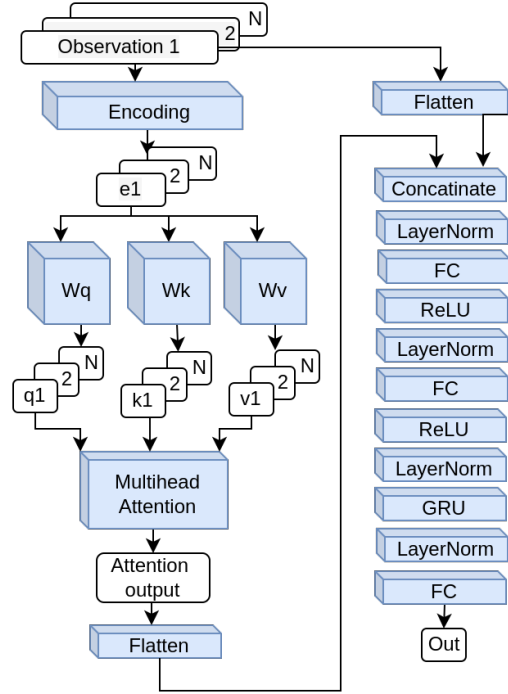 N
2
Observation 1
Encoding
Flatten
N
2
e1
Concatinate
LayerNorm
FC
ReLU
LayerNorm
FC
ReLU
LayerNorm
GRU
LayerNorm
FC
Out
Wq
Wk
Wv
N
2
q1
N
2
k1
N
2
v1
Multihead
Attention
Attention
output
Flatten